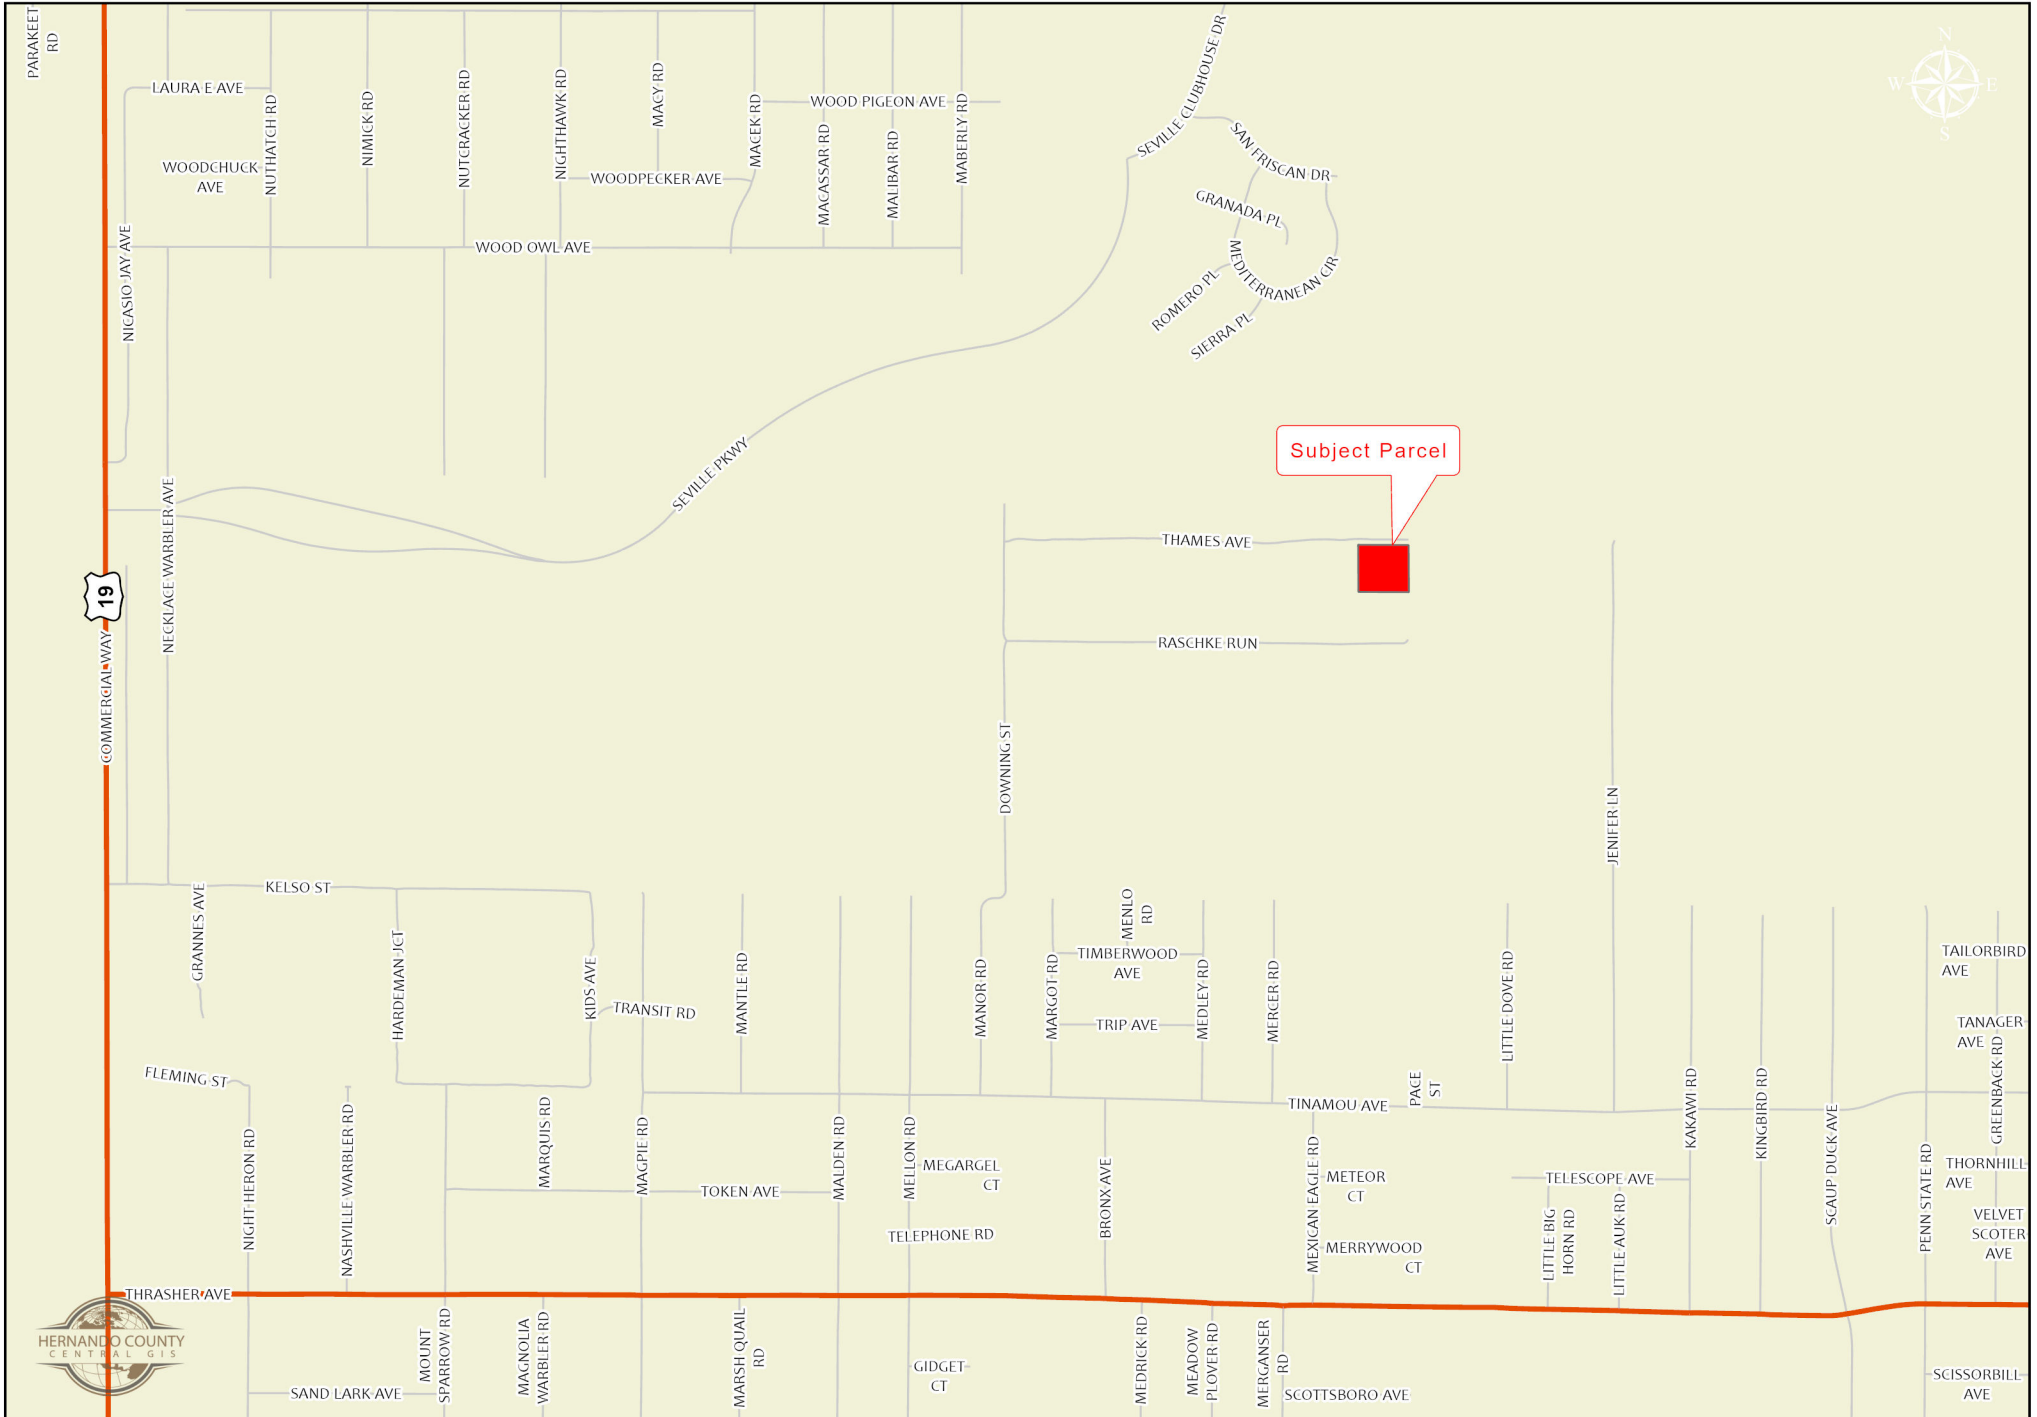 PARAKEET
RD
LAURA E AVE
WOODCHUCK
AVE
NUTHATCH RD
NIMICK RD
NUTCRACKER RD
NIGHTHAWK RD
MACY RD
MACEK RD
WOOD PIGEON AVE
MACASSAR RD
MALIBAR RD
MABERLY RD
WOODPECKER AVE
WOOD OWL AVE
NICASIO JAY AVE
SEVILLE CLUBHOUSE DR
SAN FRISCAN DR
GRANADA PL
MEDITERRANEAN CIR
ROMERO PL
SIERRA PL
N
W
E
S
SEVILLE PKWY
Subject Parcel
THAMES AVE
RASCHKE RUN
NECKLACE WARBLER AVE
19
COMMERCIAL WAY
DOWNING ST
JENIFER LN
KELSO ST
GRANNES AVE
HARDEMAN JCT
KIDS AVE
TRANSIT RD
MANTLE RD
MANOR RD
MARGOT RD
MENLO
RD
TIMBERWOOD
AVE
TRIP AVE
MEDLEY RD
MERCER RD
LITTLE DOVE RD
TAILORBIRD
AVE
TANAGER
AVE
GREENBACK RD
FLEMING ST
NIGHT HERON RD
NASHVILLE WARBLER RD
MARQUIS RD
MAGPIE RD
TOKEN AVE
MALDEN RD
MELLON RD
MEGARGEL
CT
TELEPHONE RD
BRONX AVE
TINAMOU AVE
PACE
ST
MEXICAN EAGLE RD
METEOR
CT
MERRYWOOD
CT
TELESCOPE AVE
LITTLE BIG
HORN RD
LITTLE AUK RD
KAKAWI RD
KINGBIRD RD
SCAUP DUCK AVE
PENN STATE RD
THORNHILL
AVE
VELVET
SCOTER
AVE
THRASHER AVE
HERNANDO COUNTY
CENTRAL GIS
SAND LARK AVE
MOUNT
SPARROW RD
MAGNOLIA
WARBLER RD
MARSH QUAIL
RD
GIDGET
CT
MEDRICK RD
MEADOW
PLOVER RD
MERGANSER
RD
SCOTTSBORO AVE
SCISSORBILL
AVE